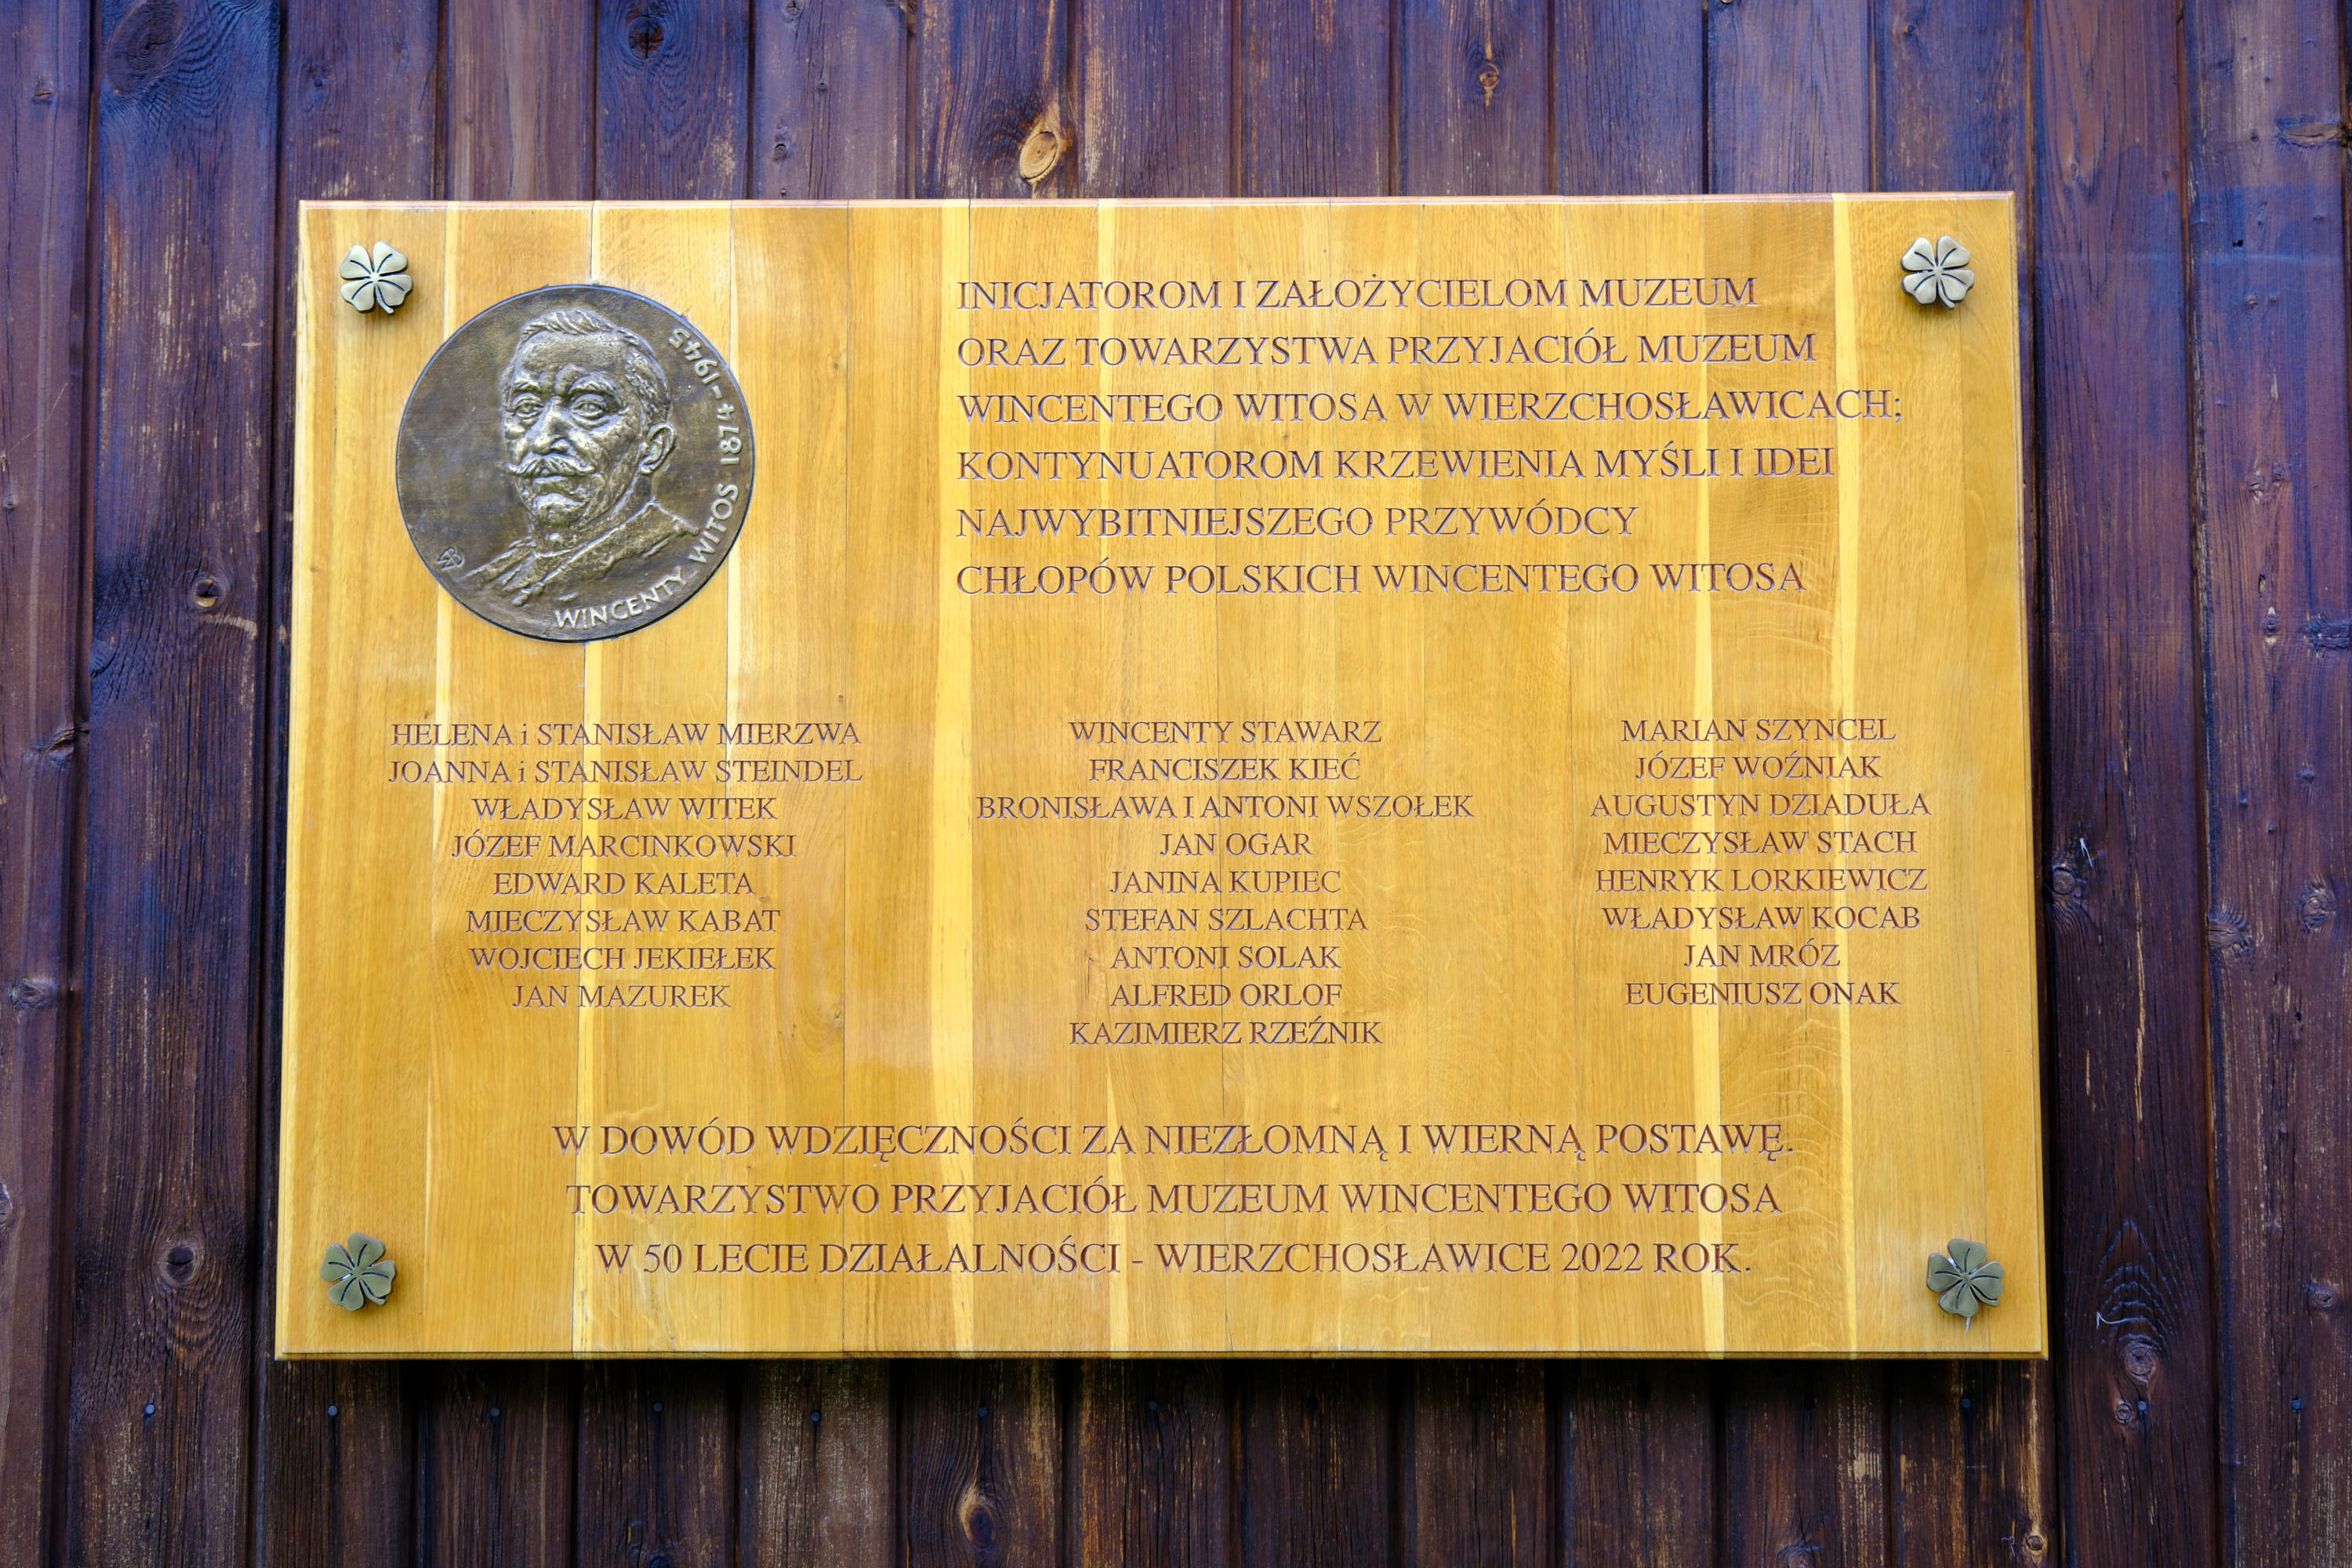 WINCENTY WITOS 1874-1945
INICJATOROM I ZAŁOŻYCIELOM MUZEUM
ORAZ TOWARZYSTWA PRZYJACIÓŁ MUZEUM
WINCENTEGO WITOSA W WIERZCHOSŁAWICACH;
KONTYNUATOROM KRZEWIENIA MYŚLI I IDEI
NAJWYBITNIEJSZEGO PRZYWÓDCY
CHŁOPÓW POLSKICH WINCENTEGO WITOSA
HELENA i STANISŁAW MIERZWA
JOANNA i STANISŁAW STEINDEL
WŁADYSŁAW WITEK
JÓZEF MARCINKOWSKI
EDWARD KALETA
MIECZYSŁAW KABAT
WOJCIECH JEKIEŁEK
JAN MAZUREK
WINCENTY STAWARZ
FRANCISZEK KIEĆ
BRONISŁAWA I ANTONI WSZOŁEK
JAN OGAR
JANINA KUPIEC
STEFAN SZLACHTA
ANTONI SOLAK
ALFRED ORLOF
KAZIMIERZ RZEŹNIK
MARIAN SZYNCEL
JÓZEF WOŹNIAK
AUGUSTYN DZIADUŁA
MIECZYSŁAW STACH
HENRYK LORKIEWICZ
WŁADYSŁAW KOCAB
JAN MRÓZ
EUGENIUSZ ONAK
W DOWÓD WDZIĘCZNOŚCI ZA NIEZŁOMNĄ I WIERNĄ POSTAWĘ.
TOWARZYSTWO PRZYJACIÓŁ MUZEUM WINCENTEGO WITOSA
W 50 LECIE DZIAŁALNOŚCI - WIERZCHOSŁAWICE 2022 ROK.